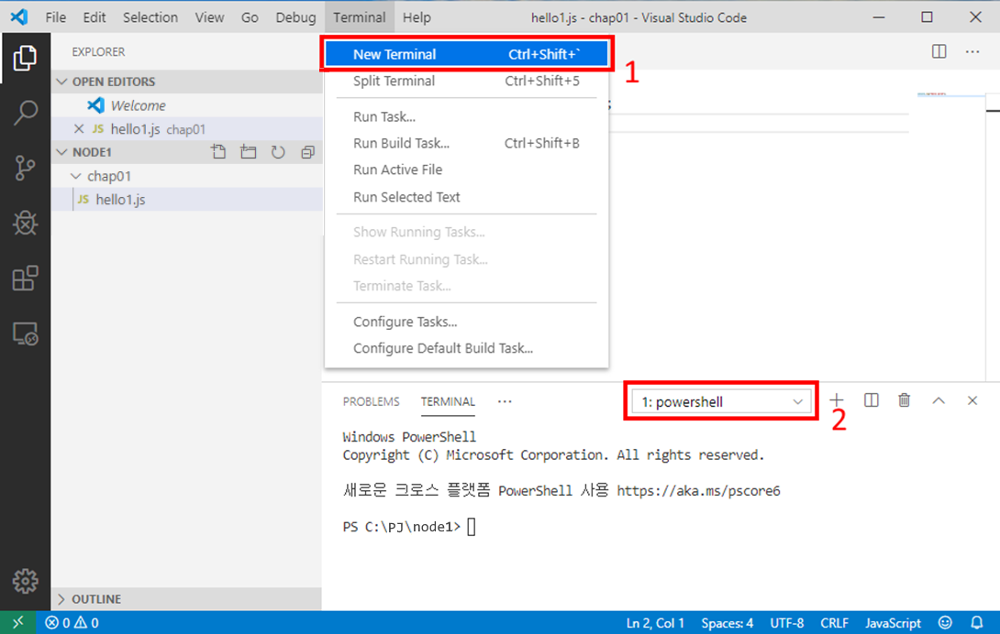 File Edit Selection View Go Debug Terminal Help hello1.js - chap01 - Visual Studio Code
EXPLORER
OPEN EDITORS
Welcome
JS hello1.js chap01
NODE1
chap01
JS hello1.js
New Terminal Ctrl+Shift+`
1
Split Terminal Ctrl+Shift+5
;
Run Task...
Run Build Task... Ctrl+Shift+B
Run Active File
Run Selected Text
Show Running Tasks...
Restart Running Task...
Terminate Task...
Configure Tasks...
Configure Default Build Task...
PROBLEMS TERMINAL ... 1: powershell
2
Windows PowerShell
Copyright (C) Microsoft Corporation. All rights reserved.
새로운 크로스 플랫폼 PowerShell 사용 https://aka.ms/pscore6
PS C:\PJ\node1>
OUTLINE
0 0 Ln 2, Col 1 Spaces: 4 UTF-8 CRLF JavaScript